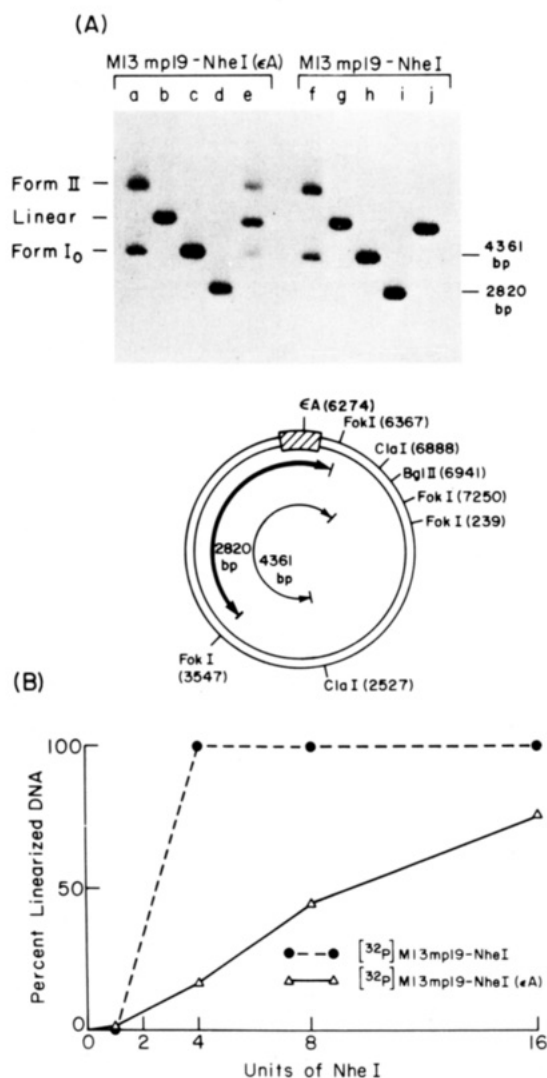 (A)
M13 mp19-NheI (εA) M13 mp19-NheI
a b c d e f g h i j
Form II
Linear
Form I₀
4361
bp
2820
bp
εA (6274)
FokI (6367)
ClaI (6888)
BglII (6941)
FokI (7250)
FokI (239)
2820
bp
4361
bp
FokI
(3547)
ClaI (2527)
(B)
100
50
0
Percent Linearized DNA
[³²P] M13mp19-NheI
[³²P] M13mp19-NheI (εA)
0 2 4 8 16
Units of NheI